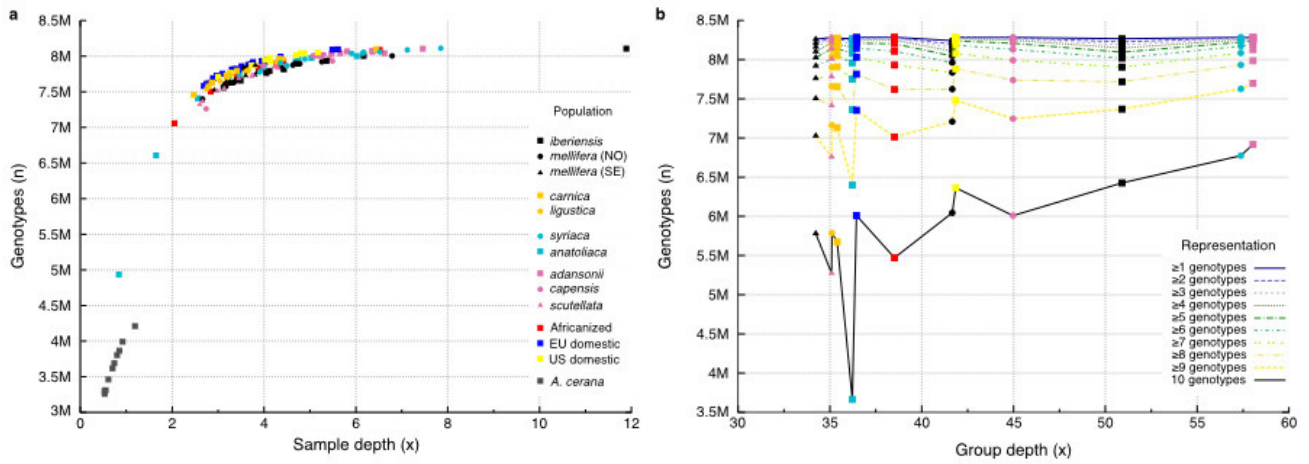 a
8.5M
8M
7.5M
7M
6.5M
6M
5.5M
5M
4.5M
4M
3.5M
3M
Genotypes (n)
0
2
4
6
8
10
12
Sample depth (x)
Population
iberiensis
mellifera (NO)
mellifera (SE)
carnica
ligustica
syriaca
anatoliaca
adansonii
capensis
scutellata
Africanized
EU domestic
US domestic
A. cerana
b
8.5M
8M
7.5M
7M
6.5M
6M
5.5M
5M
4.5M
4M
3.5M
Genotypes (n)
30
35
40
45
50
55
60
Group depth (x)
Representation
≥1 genotypes
≥2 genotypes
≥3 genotypes
≥4 genotypes
≥5 genotypes
≥6 genotypes
≥7 genotypes
≥8 genotypes
≥9 genotypes
10 genotypes